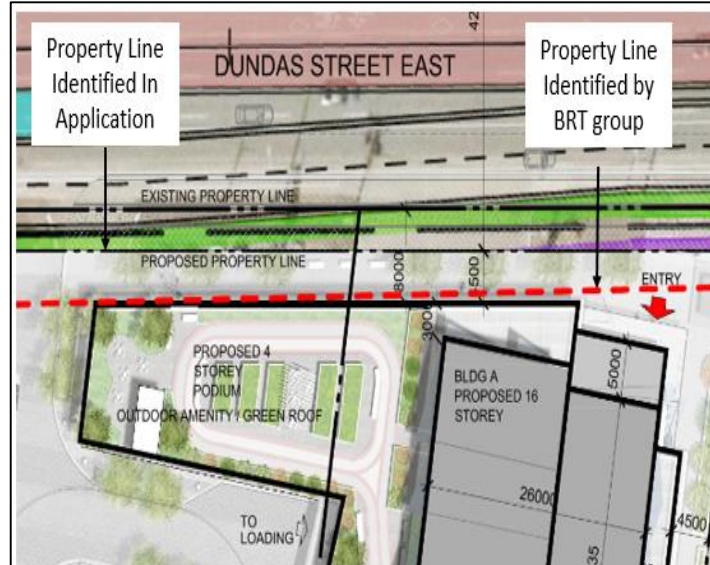 42
Property Line
Identified In
Application
DUNDAS STREET EAST
Property Line
Identified by
BRT group
EXISTING PROPERTY LINE
PROPOSED PROPERTY LINE
8000
4500
ENTRY
3000
PROPOSED 4
STOREY
PODIUM
OUTDOOR AMENITY / GREEN ROOF
BLDG A
PROPOSED 16
STOREY
5000
26000
4500
TO
LOADING
35